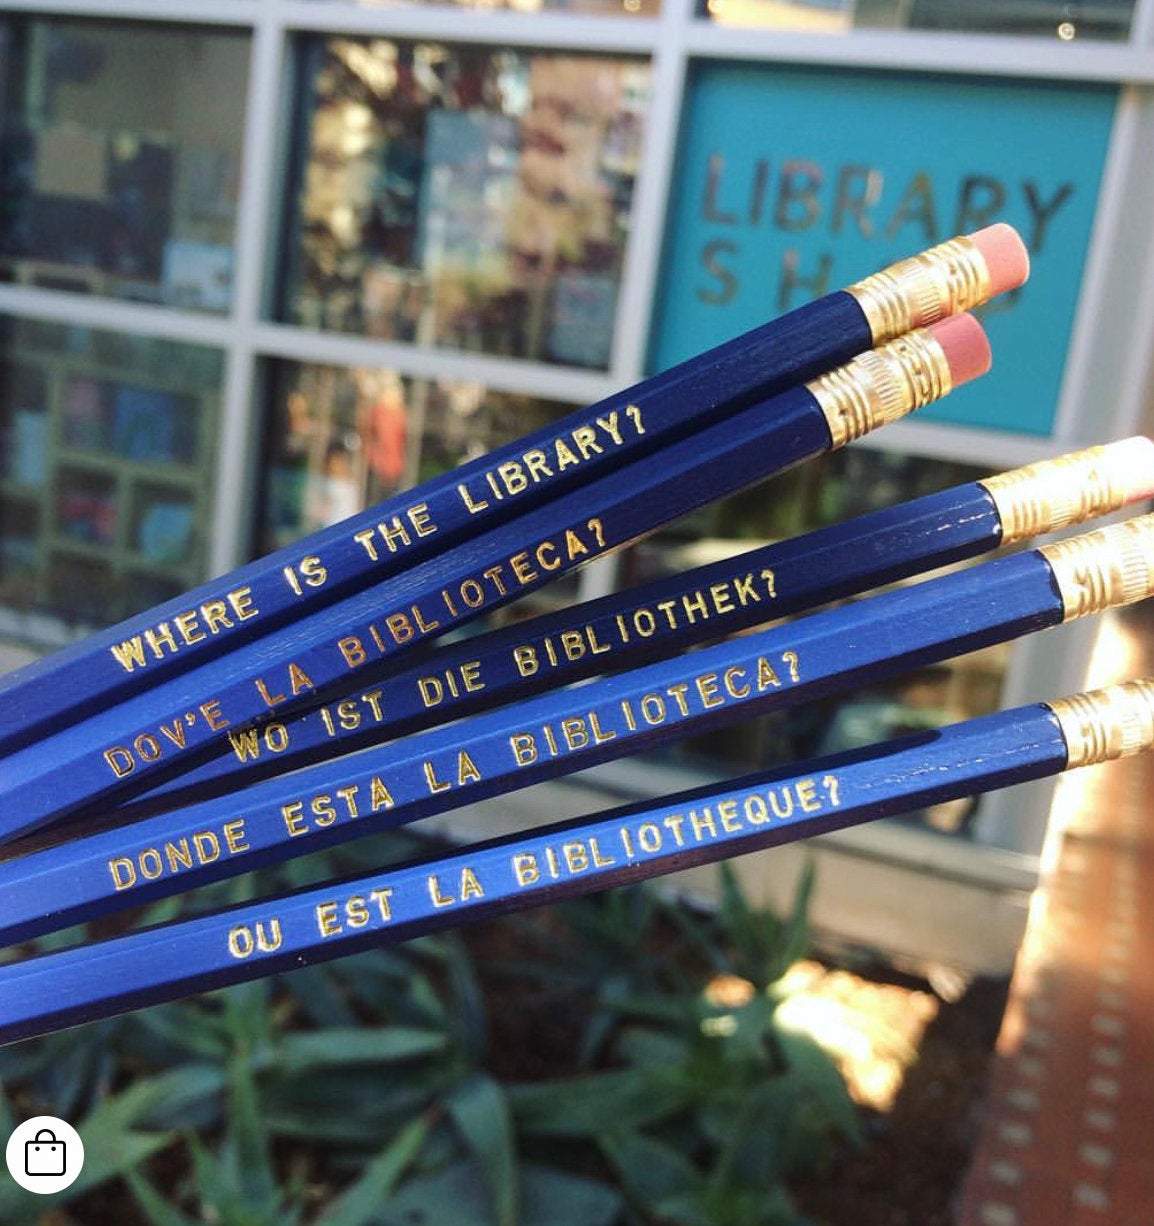 LIBRARY
WHERE IS THE LIBRARY?
DOV'E LA BIBLIOTECA?
WO IST DIE BIBLIOTHEK?
DONDE ESTA LA BIBLIOTECA?
OU EST LA BIBLIOTHEQUE?